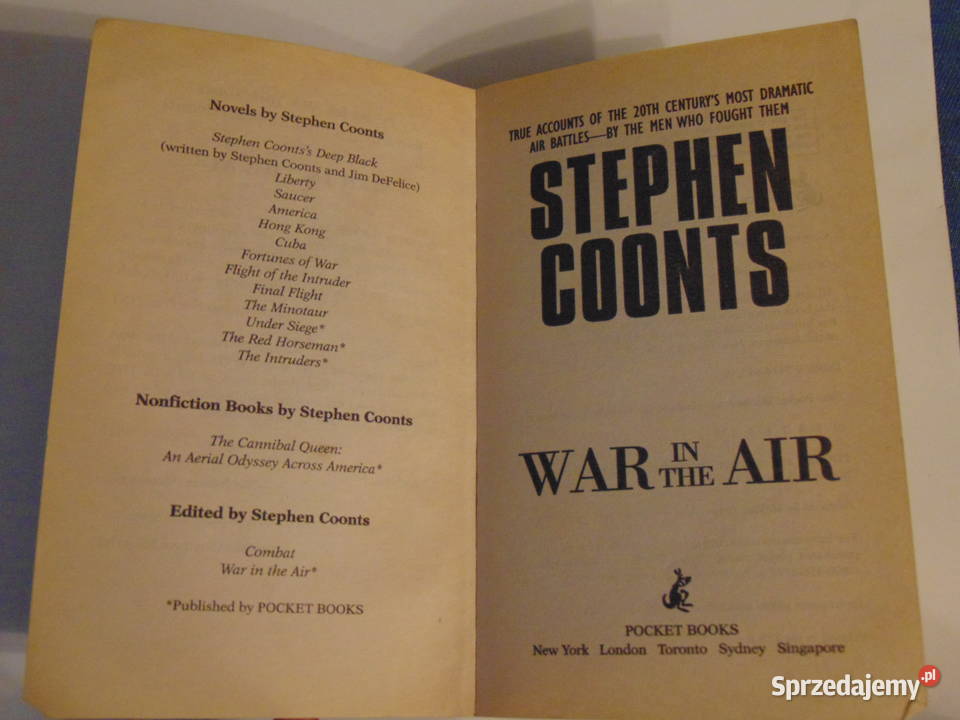 Novels by Stephen Coonts
Stephen Coonts's Deep Black
(written by Stephen Coonts and Jim DeFelice)
Liberty
Saucer
America
Hong Kong
Cuba
Fortunes of War
Flight of the Intruder
Final Flight
The Minotaur
Under Siege*
The Red Horseman*
The Intruders*
Nonfiction Books by Stephen Coonts
The Cannibal Queen:
An Aerial Odyssey Across America*
Edited by Stephen Coonts
Combat
War in the Air*
*Published by POCKET BOOKS
TRUE ACCOUNTS OF THE 20TH CENTURY'S MOST DRAMATIC
AIR BATTLES—BY THE MEN WHO FOUGHT THEM
STEPHEN
COONTS
WAR IN THE AIR
POCKET BOOKS
New York London Toronto Sydney Singapore
Sprzedajemy.pl